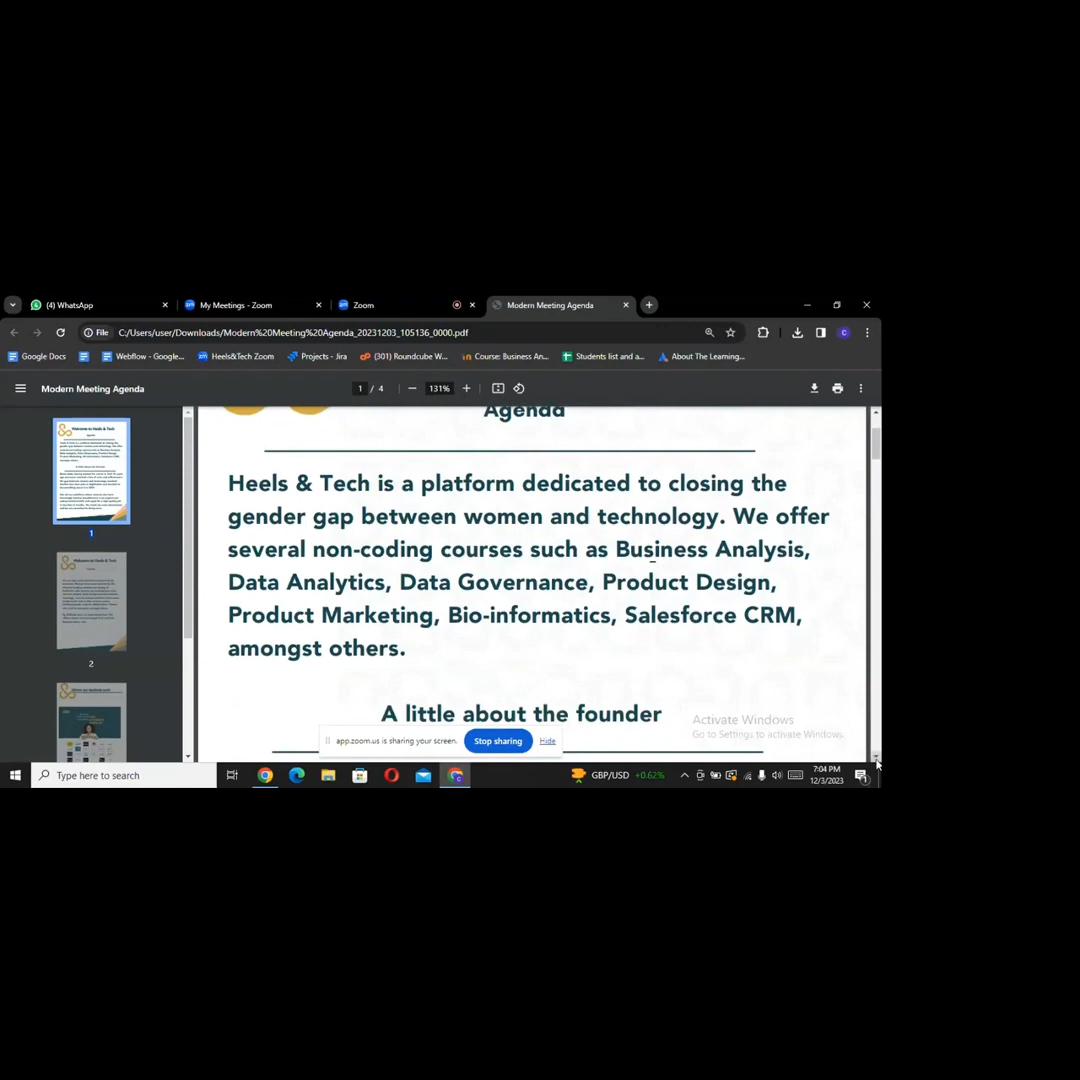 (4) WhatsApp
My Meetings - Zoom
Zoom
Modern Meeting Agenda
File
C:/Users/user/Downloads/Modern%20Meeting%20Agenda_20231203_105136_0000.pdf
Google Docs
Webflow - Google...
Heels&Tech Zoom
Projects - Jira
(301) Roundcube W...
Course: Business An...
Students list and a...
About The Learning...
Modern Meeting Agenda
1 / 4
131%
Agenda
Heels & Tech is a platform dedicated to closing the
gender gap between women and technology. We offer
several non-coding courses such as Business Analysis,
Data Analytics, Data Governance, Product Design,
Product Marketing, Bio-informatics, Salesforce CRM,
amongst others.
A little about the founder
Welcome to Heels & Tech
1
2
Activate Windows
Go to Settings to activate Windows.
app.zoom.us is sharing your screen.
Stop sharing
Hide
Type here to search
GBP/USD +0.62%
7:04 PM
12/3/2023